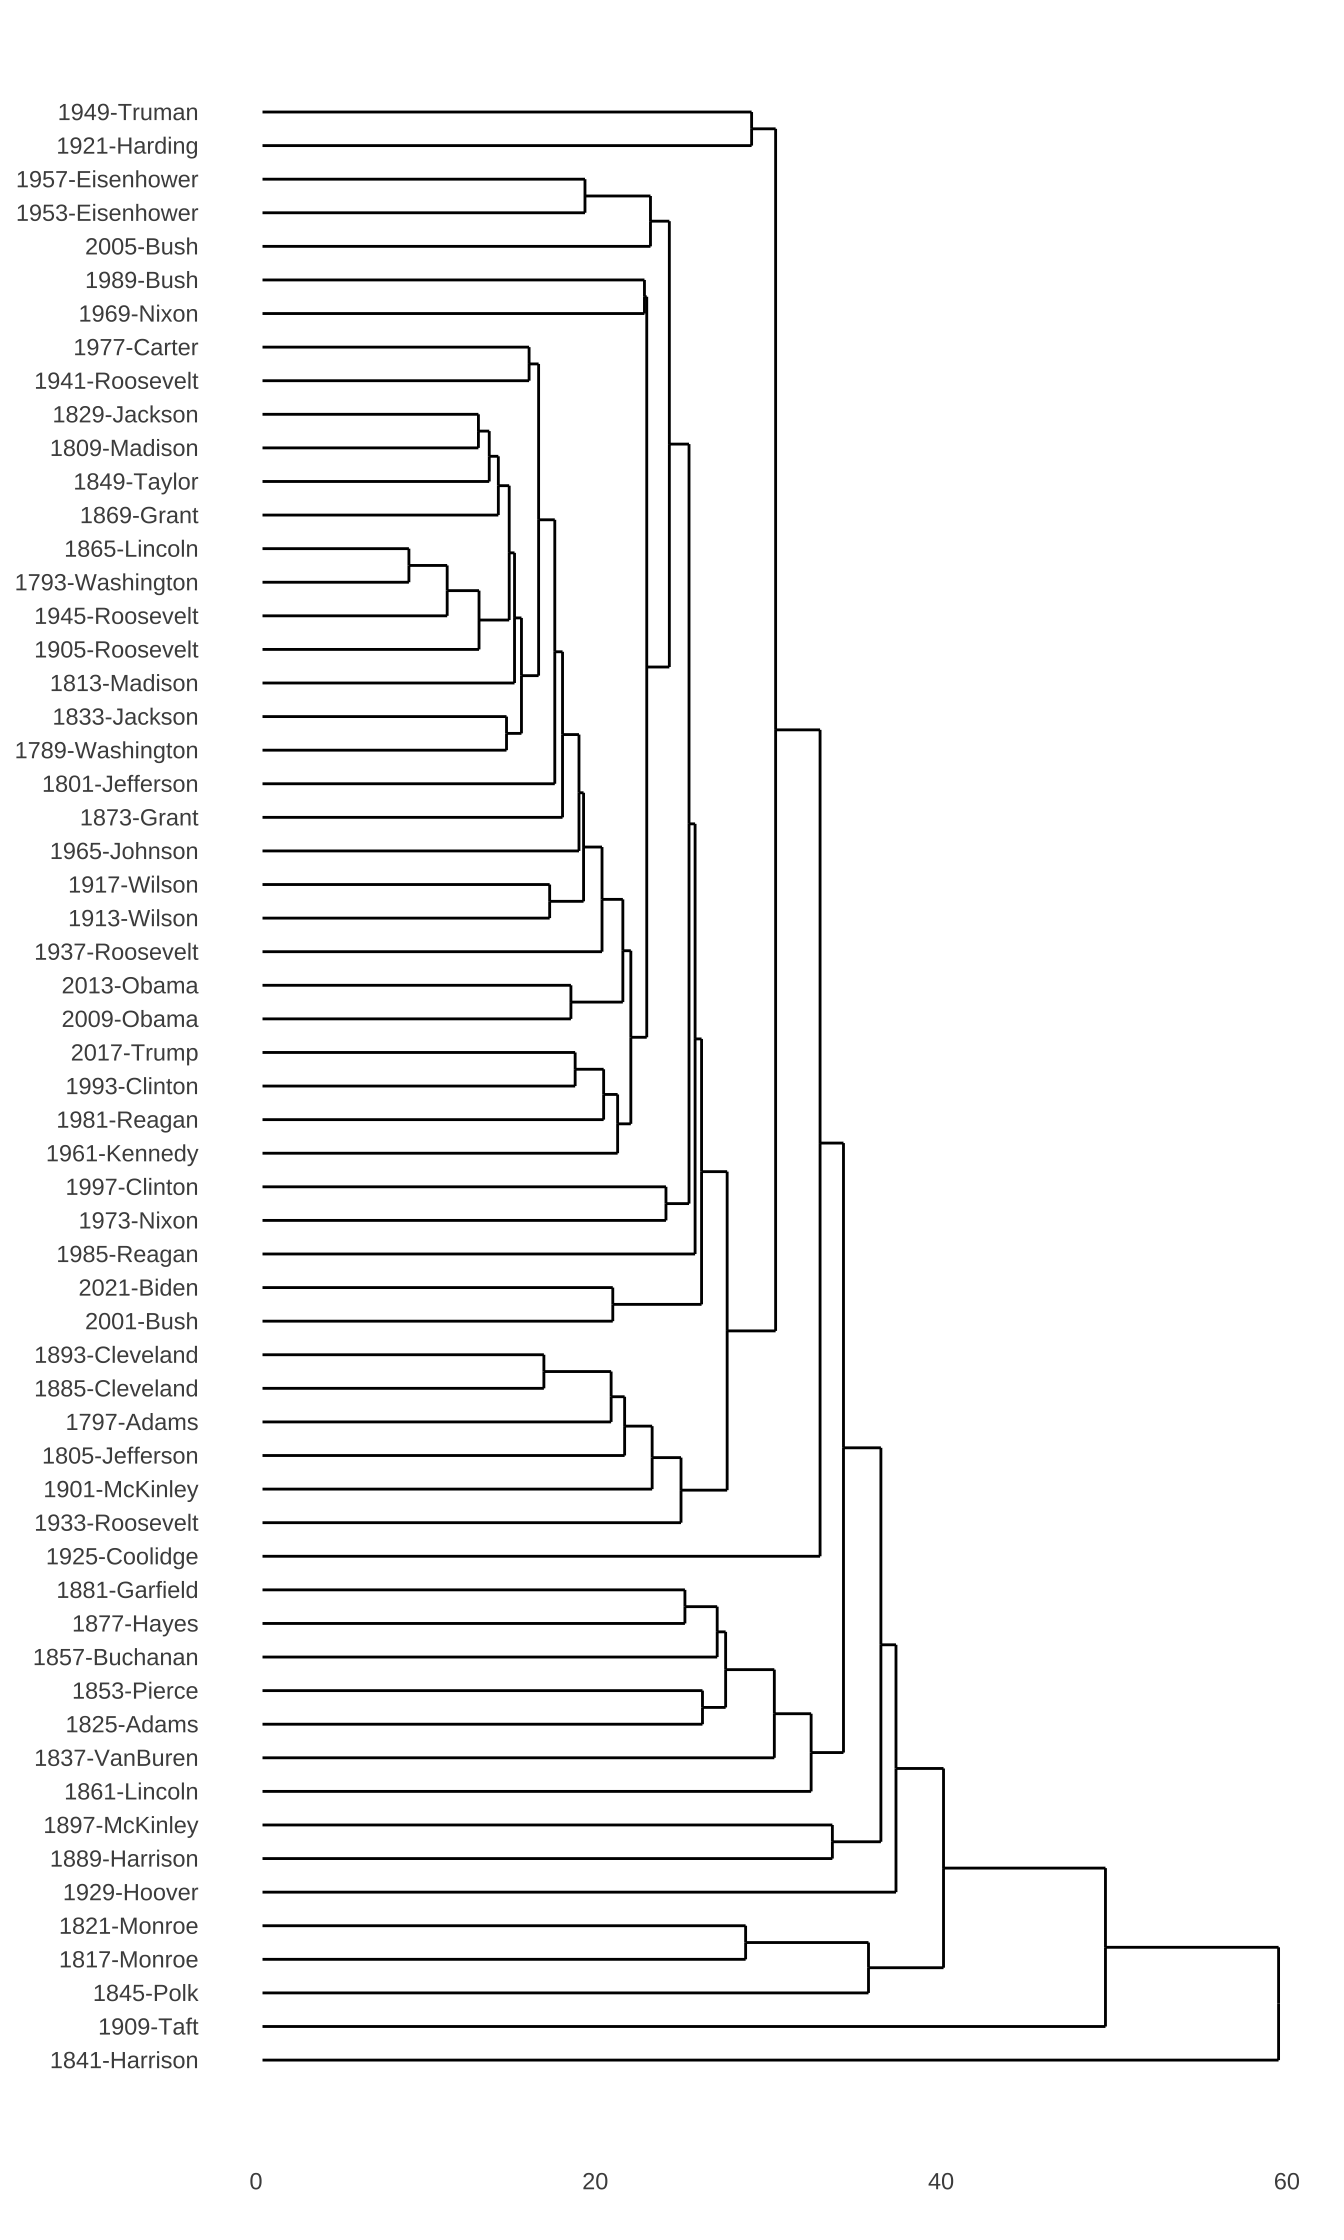 1949-Truman
1921-Harding
1957-Eisenhower
1953-Eisenhower
2005-Bush
1989-Bush
1969-Nixon
1977-Carter
1941-Roosevelt
1829-Jackson
1809-Madison
1849-Taylor
1869-Grant
1865-Lincoln
1793-Washington
1945-Roosevelt
1905-Roosevelt
1813-Madison
1833-Jackson
1789-Washington
1801-Jefferson
1873-Grant
1965-Johnson
1917-Wilson
1913-Wilson
1937-Roosevelt
2013-Obama
2009-Obama
2017-Trump
1993-Clinton
1981-Reagan
1961-Kennedy
1997-Clinton
1973-Nixon
1985-Reagan
2021-Biden
2001-Bush
1893-Cleveland
1885-Cleveland
1797-Adams
1805-Jefferson
1901-McKinley
1933-Roosevelt
1925-Coolidge
1881-Garfield
1877-Hayes
1857-Buchanan
1853-Pierce
1825-Adams
1837-VanBuren
1861-Lincoln
1897-McKinley
1889-Harrison
1929-Hoover
1821-Monroe
1817-Monroe
1845-Polk
1909-Taft
1841-Harrison
0 20 40 60